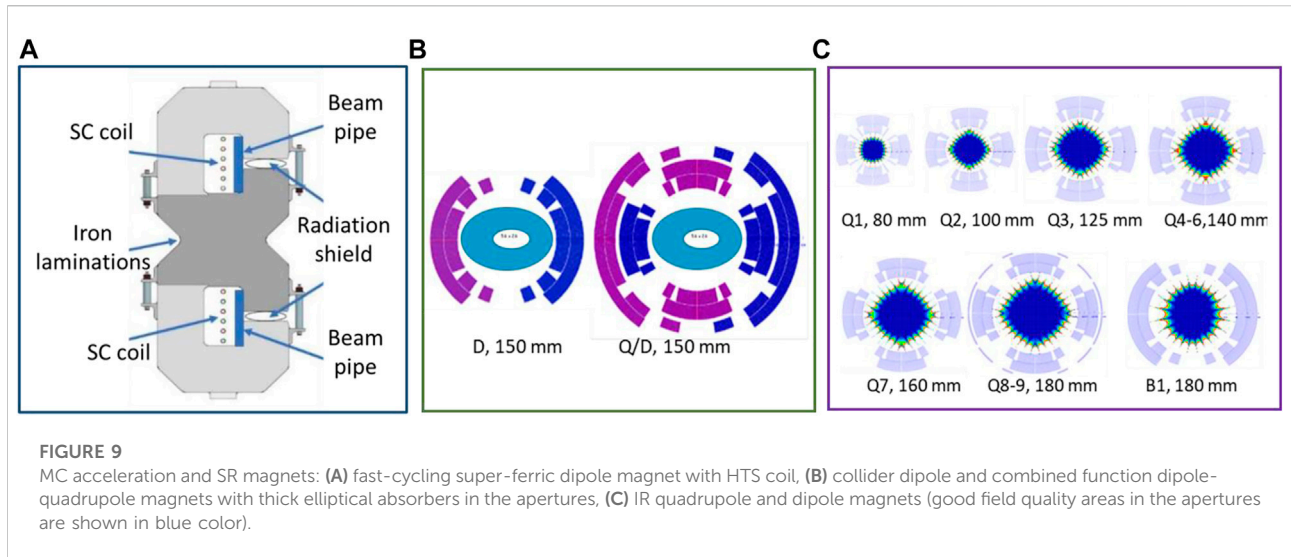 A
SC coil
Beam
pipe
Iron
laminations
Radiation
shield
SC coil
Beam
pipe
B
D, 150 mm
Q/D, 150 mm
C
Q1, 80 mm
Q2, 100 mm
Q3, 125 mm
Q4-6,140 mm
Q7, 160 mm
Q8-9, 180 mm
B1, 180 mm
FIGURE 9
MC acceleration and SR magnets: (A) fast-cycling super-ferric dipole magnet with HTS coil, (B) collider dipole and combined function dipole-
quadrupole magnets with thick elliptical absorbers in the apertures, (C) IR quadrupole and dipole magnets (good field quality areas in the apertures
are shown in blue color).